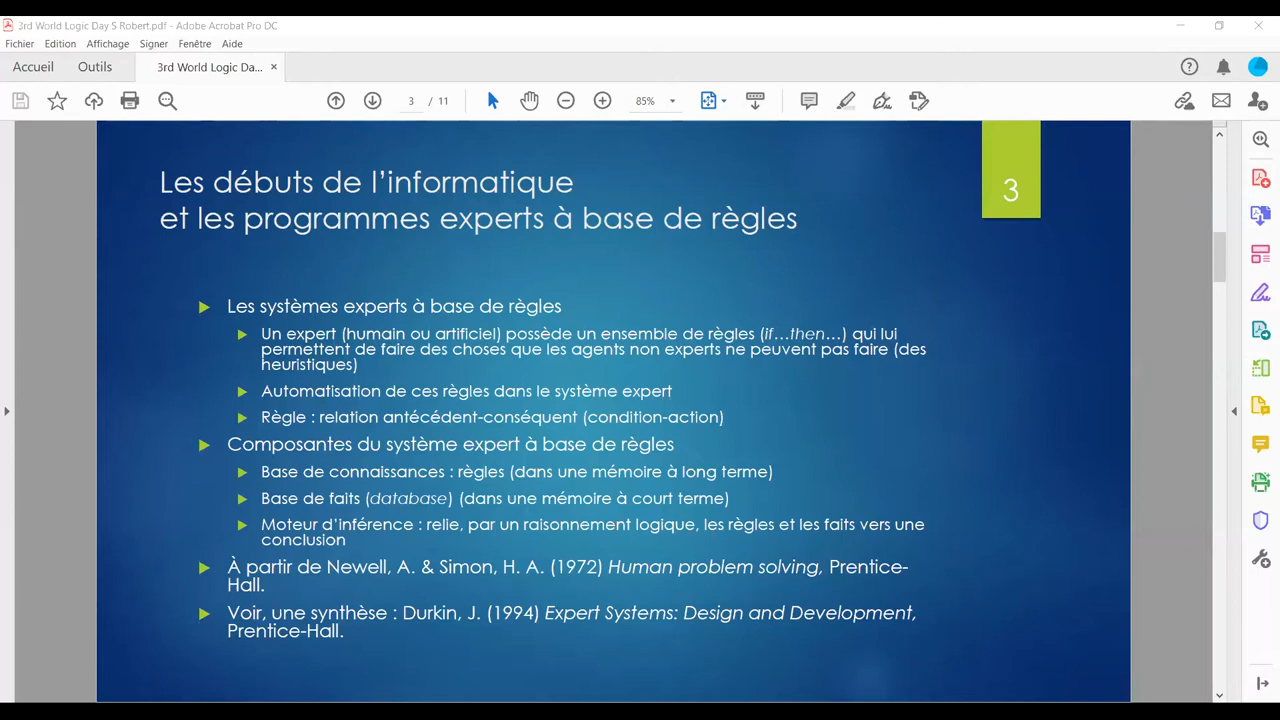 3rd World Logic Day S Robert.pdf - Adobe Acrobat Pro DC
Fichier Edition Affichage Signer Fenêtre Aide
Accueil Outils 3rd World Logic Da... ×
3 / 11 85%
3
Les débuts de l’informatique
et les programmes experts à base de règles
Les systèmes experts à base de règles
Un expert (humain ou artificiel) possède un ensemble de règles (if…then…) qui lui
permettent de faire des choses que les agents non experts ne peuvent pas faire (des
heuristiques)
Automatisation de ces règles dans le système expert
Règle : relation antécédent-conséquent (condition-action)
Composantes du système expert à base de règles
Base de connaissances : règles (dans une mémoire à long terme)
Base de faits (database) (dans une mémoire à court terme)
Moteur d’inférence : relie, par un raisonnement logique, les règles et les faits vers une
conclusion
À partir de Newell, A. & Simon, H. A. (1972) Human problem solving, Prentice-
Hall.
Voir, une synthèse : Durkin, J. (1994) Expert Systems: Design and Development,
Prentice-Hall.